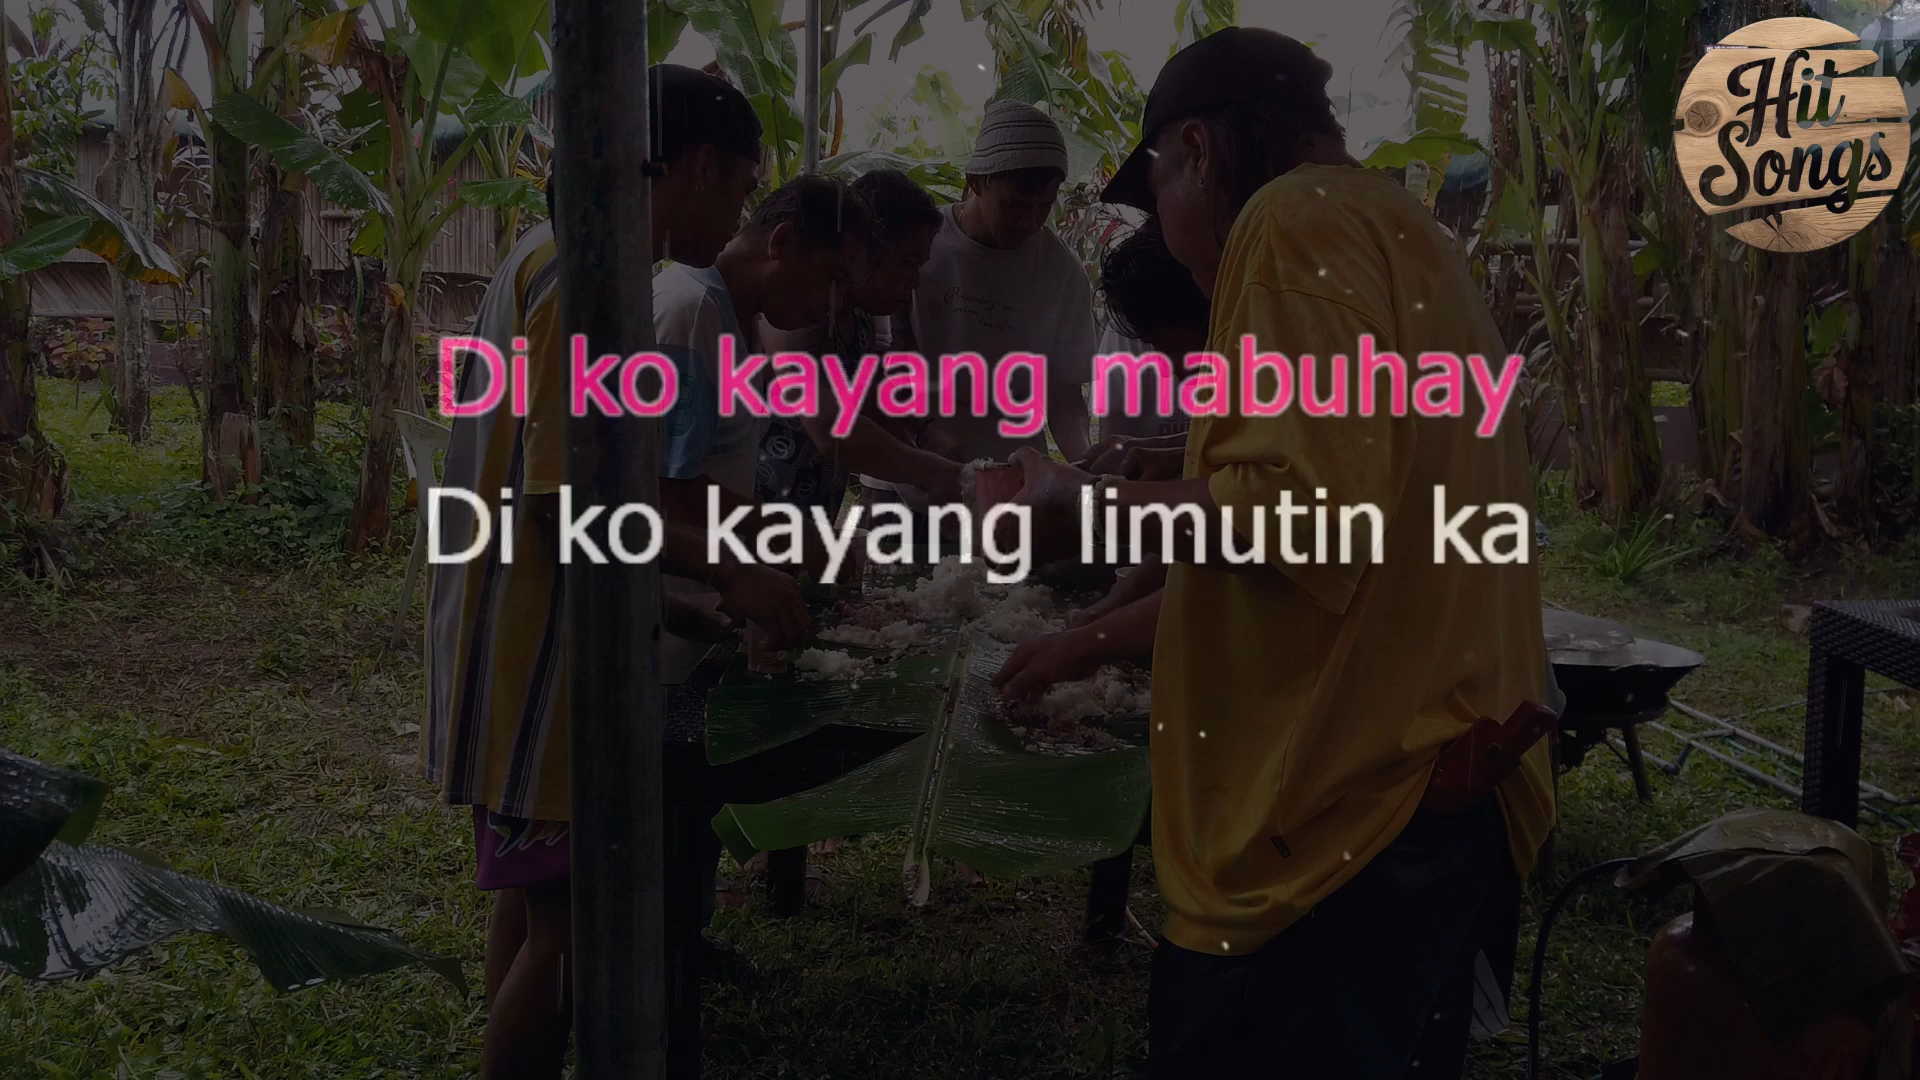 Hit
Songs
Di ko kayang mabuhay
Di ko kayang limutin ka